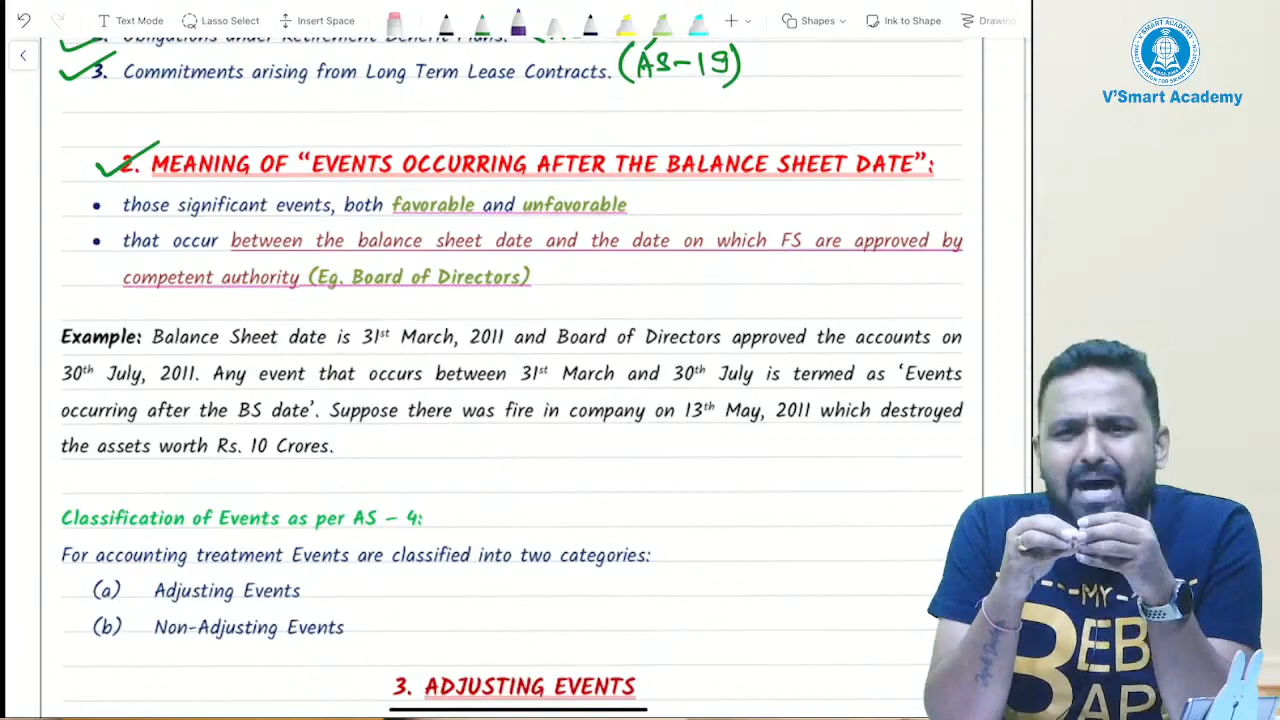 Text Mode Lasso Select Insert Space Shapes Ink to Shape Drawing
Obligations under Retirement Benefit Plans.
3. Commitments arising from Long Term Lease Contracts. (AS-19)
V'Smart Academy
2. MEANING OF “EVENTS OCCURRING AFTER THE BALANCE SHEET DATE”:
• those significant events, both favorable and unfavorable
• that occur between the balance sheet date and the date on which FS are approved by
competent authority (Eg. Board of Directors)
Example: Balance Sheet date is 31st March, 2011 and Board of Directors approved the accounts on
30th July, 2011. Any event that occurs between 31st March and 30th July is termed as ‘Events
occurring after the BS date’. Suppose there was fire in company on 13th May, 2011 which destroyed
the assets worth Rs. 10 Crores.
Classification of Events as per AS – 4:
For accounting treatment Events are classified into two categories:
(a) Adjusting Events
(b) Non-Adjusting Events
3. ADJUSTING EVENTS
MY